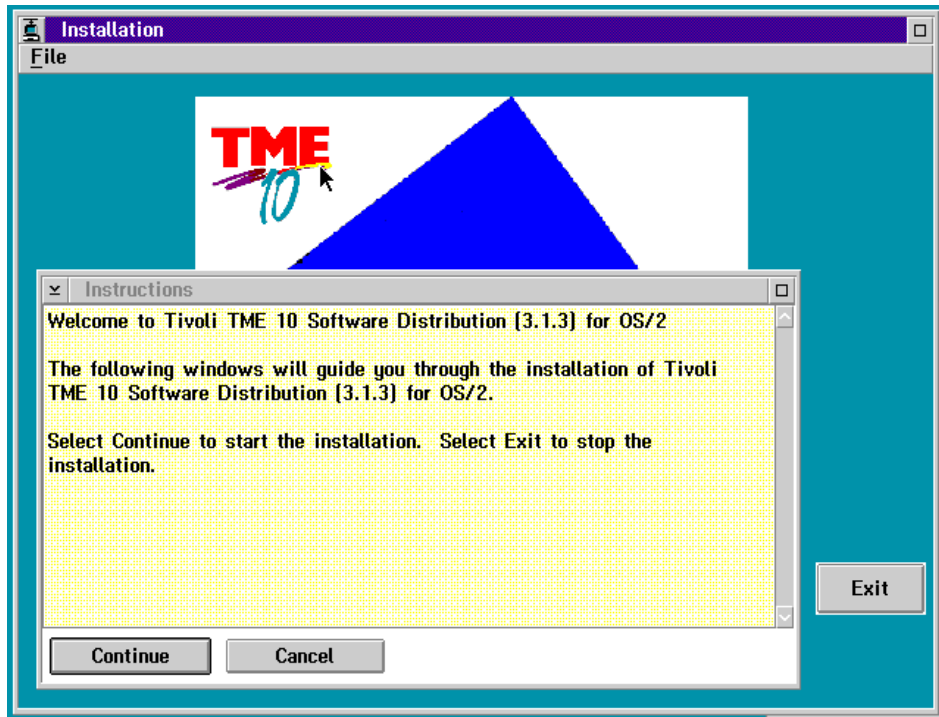 Installation
File
TME
10
Instructions
Welcome to Tivoli TME 10 Software Distribution (3.1.3) for OS/2
The following windows will guide you through the installation of Tivoli
TME 10 Software Distribution (3.1.3) for OS/2.
Select Continue to start the installation.  Select Exit to stop the
installation.
Exit
Continue
Cancel